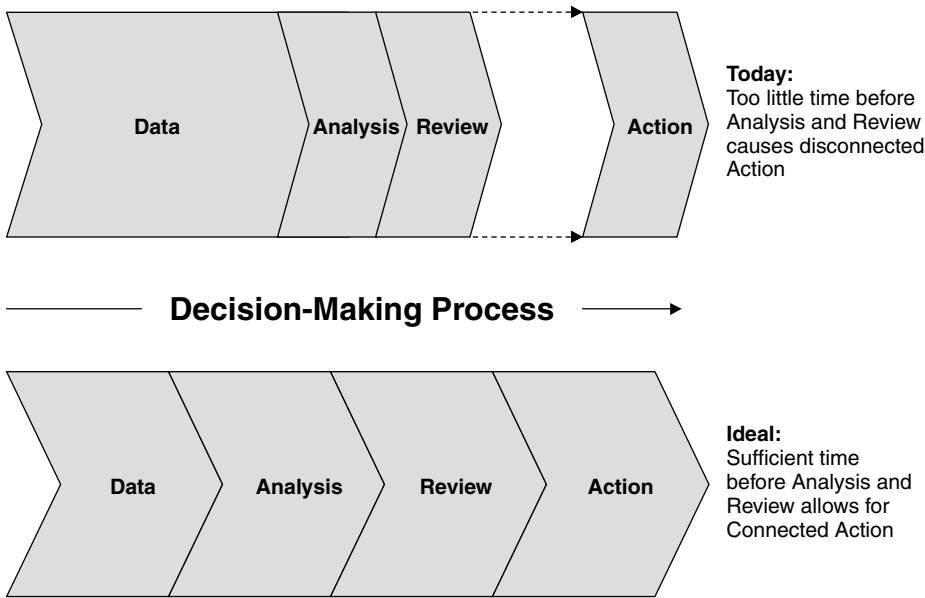 Data
Analysis
Review
Action
Today:
Too little time before
Analysis and Review
causes disconnected
Action
Decision-Making Process
Data
Analysis
Review
Action
Ideal:
Sufficient time
before Analysis and
Review allows for
Connected Action